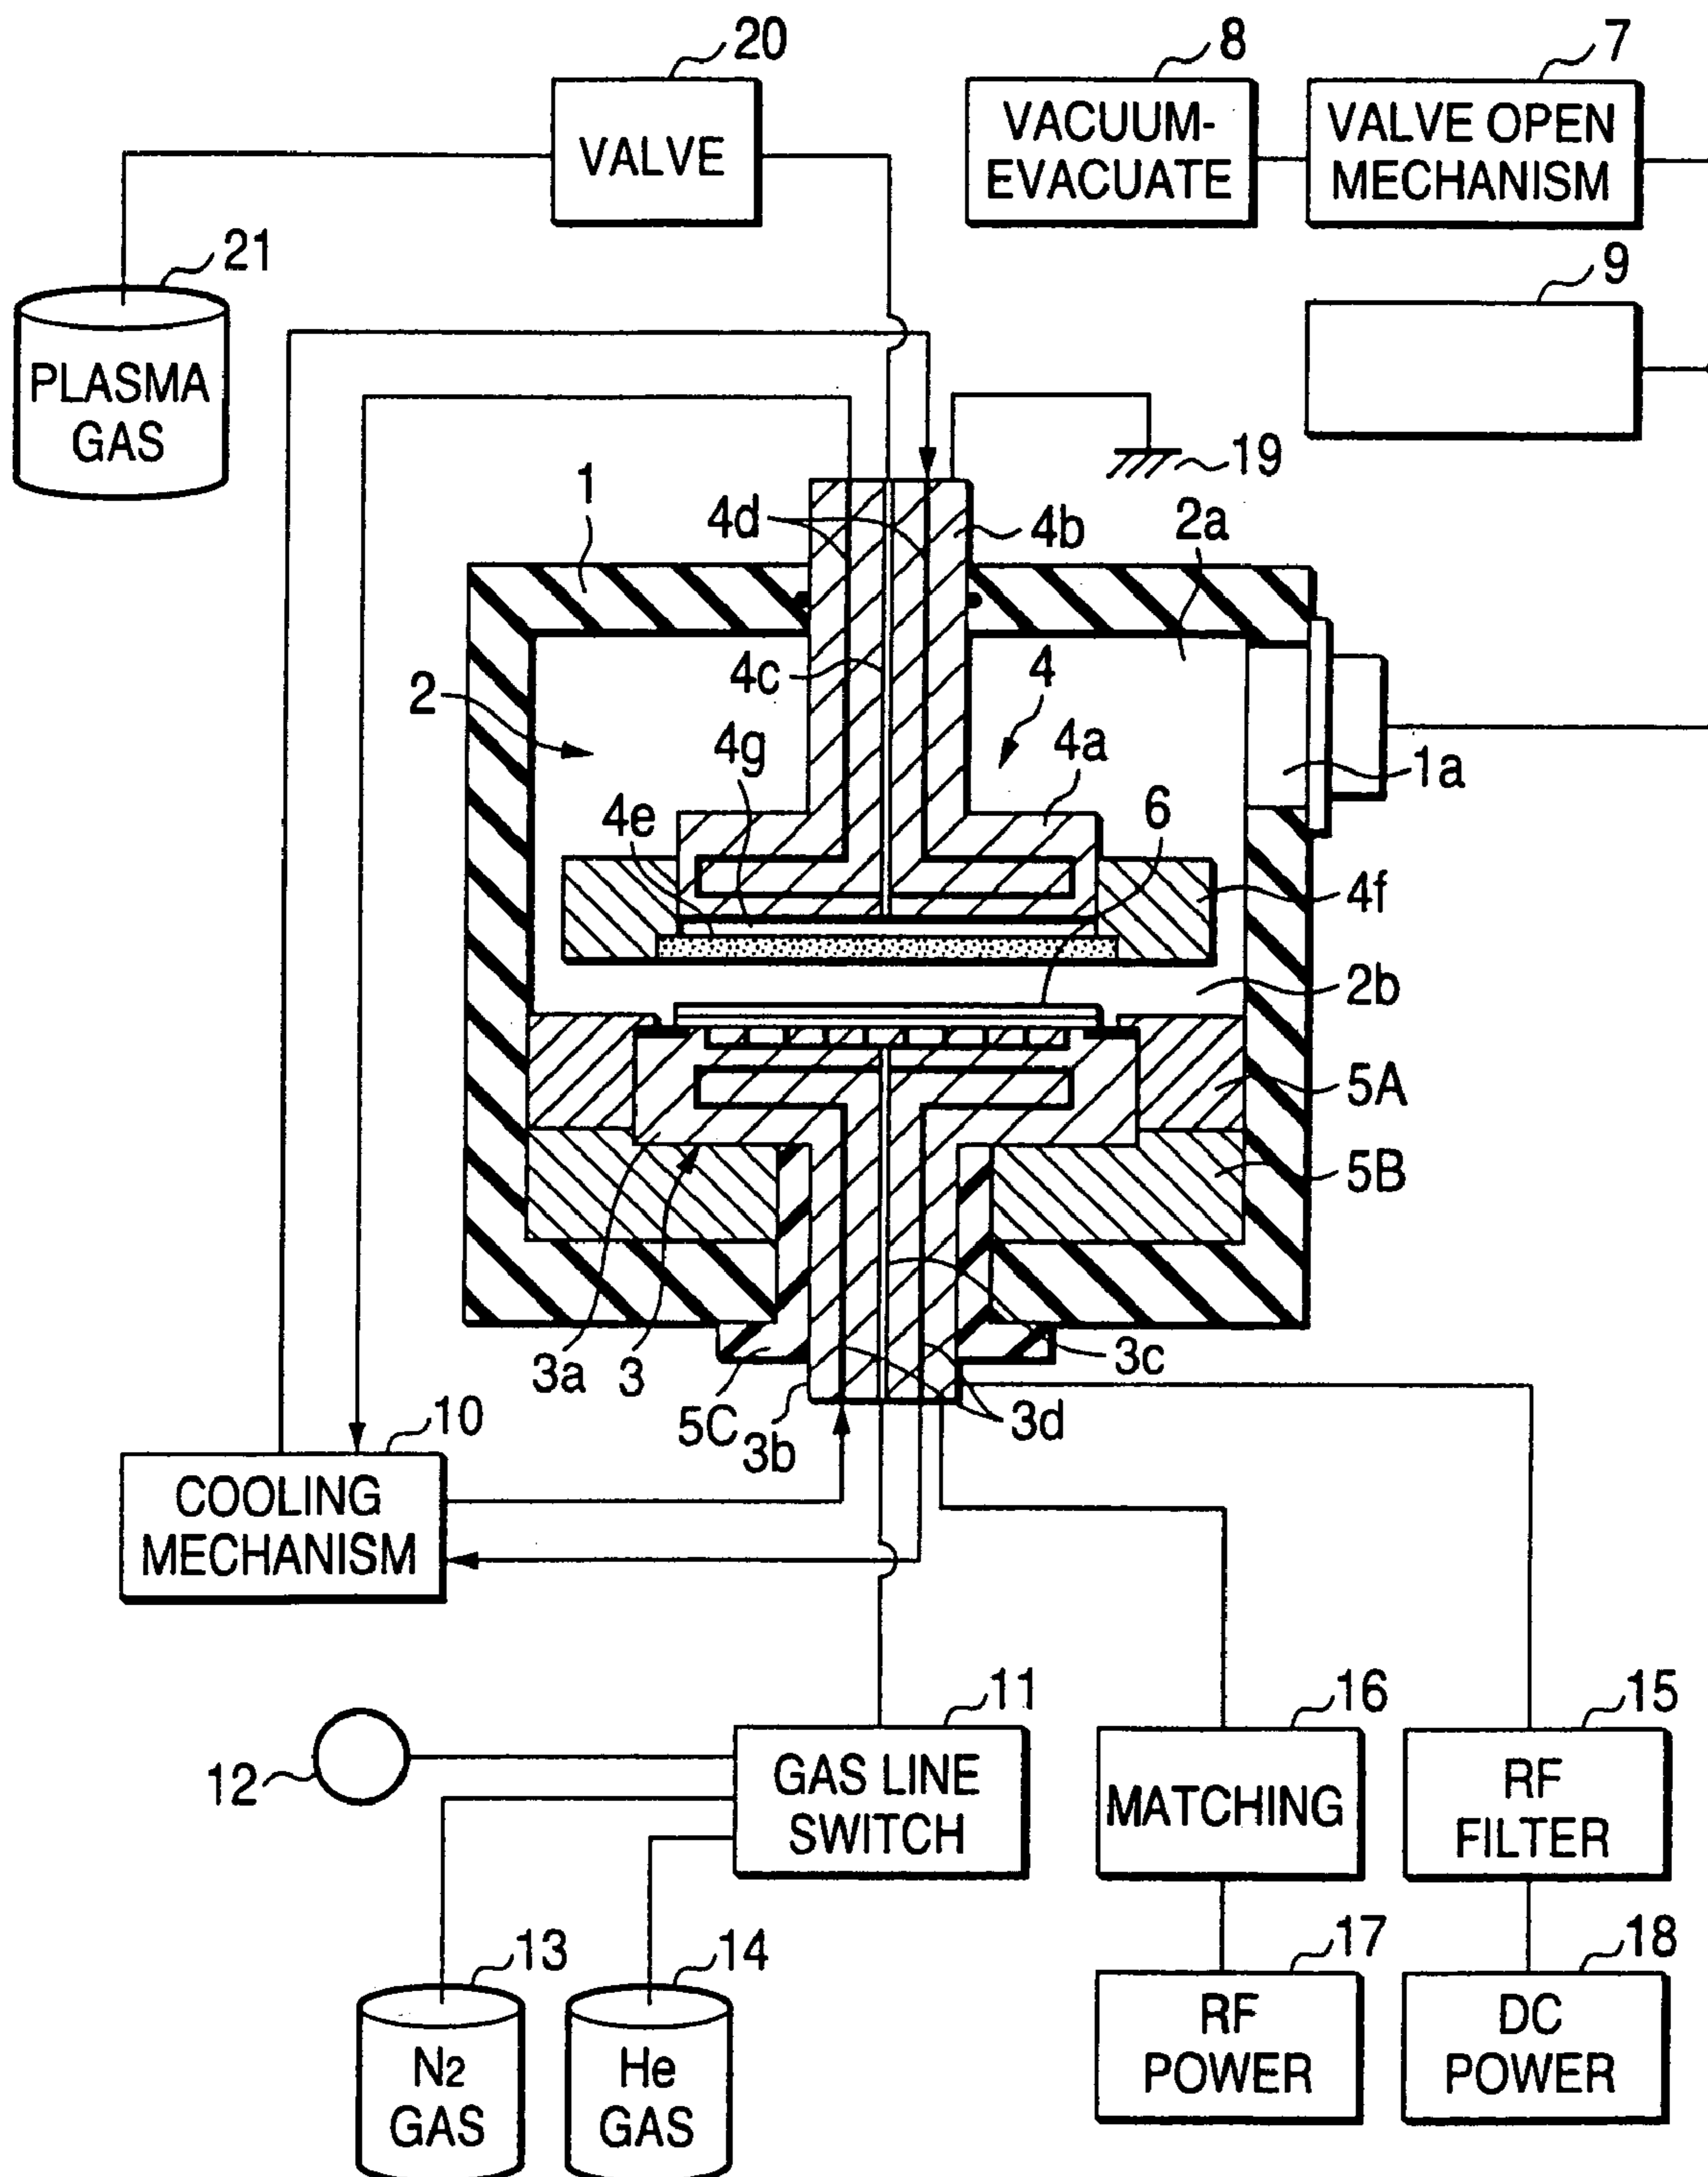 20
8
7
VALVE
VACUUM-
EVACUATE
VALVE OPEN
MECHANISM
21
9
PLASMA
GAS
19
1
4d
4b
2a
4c
4
2
4g
4a
1a
4e
6
4f
2b
5A
5B
3a
3
3c
5C
3b
3d
10
COOLING
MECHANISM
11
16
15
12
GAS LINE
SWITCH
MATCHING
RF
FILTER
13
14
17
18
N2
GAS
He
GAS
RF
POWER
DC
POWER